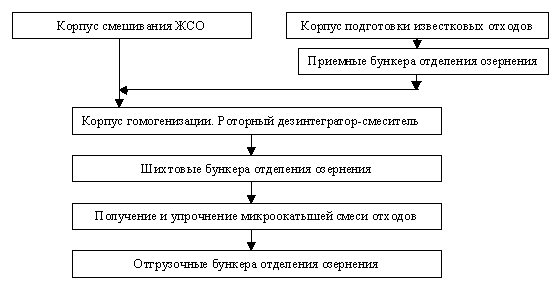 Корпус смешивания ЖСО
Корпус подготовки известковых отходов
Приемные бункера отделения озернения
Корпус гомогенизации. Роторный дезинтегратор-смеситель
Шихтовые бункера отделения озернения
Получение и упрочнение микроокатышей смеси отходов
Отгрузочные бункера отделения озернения